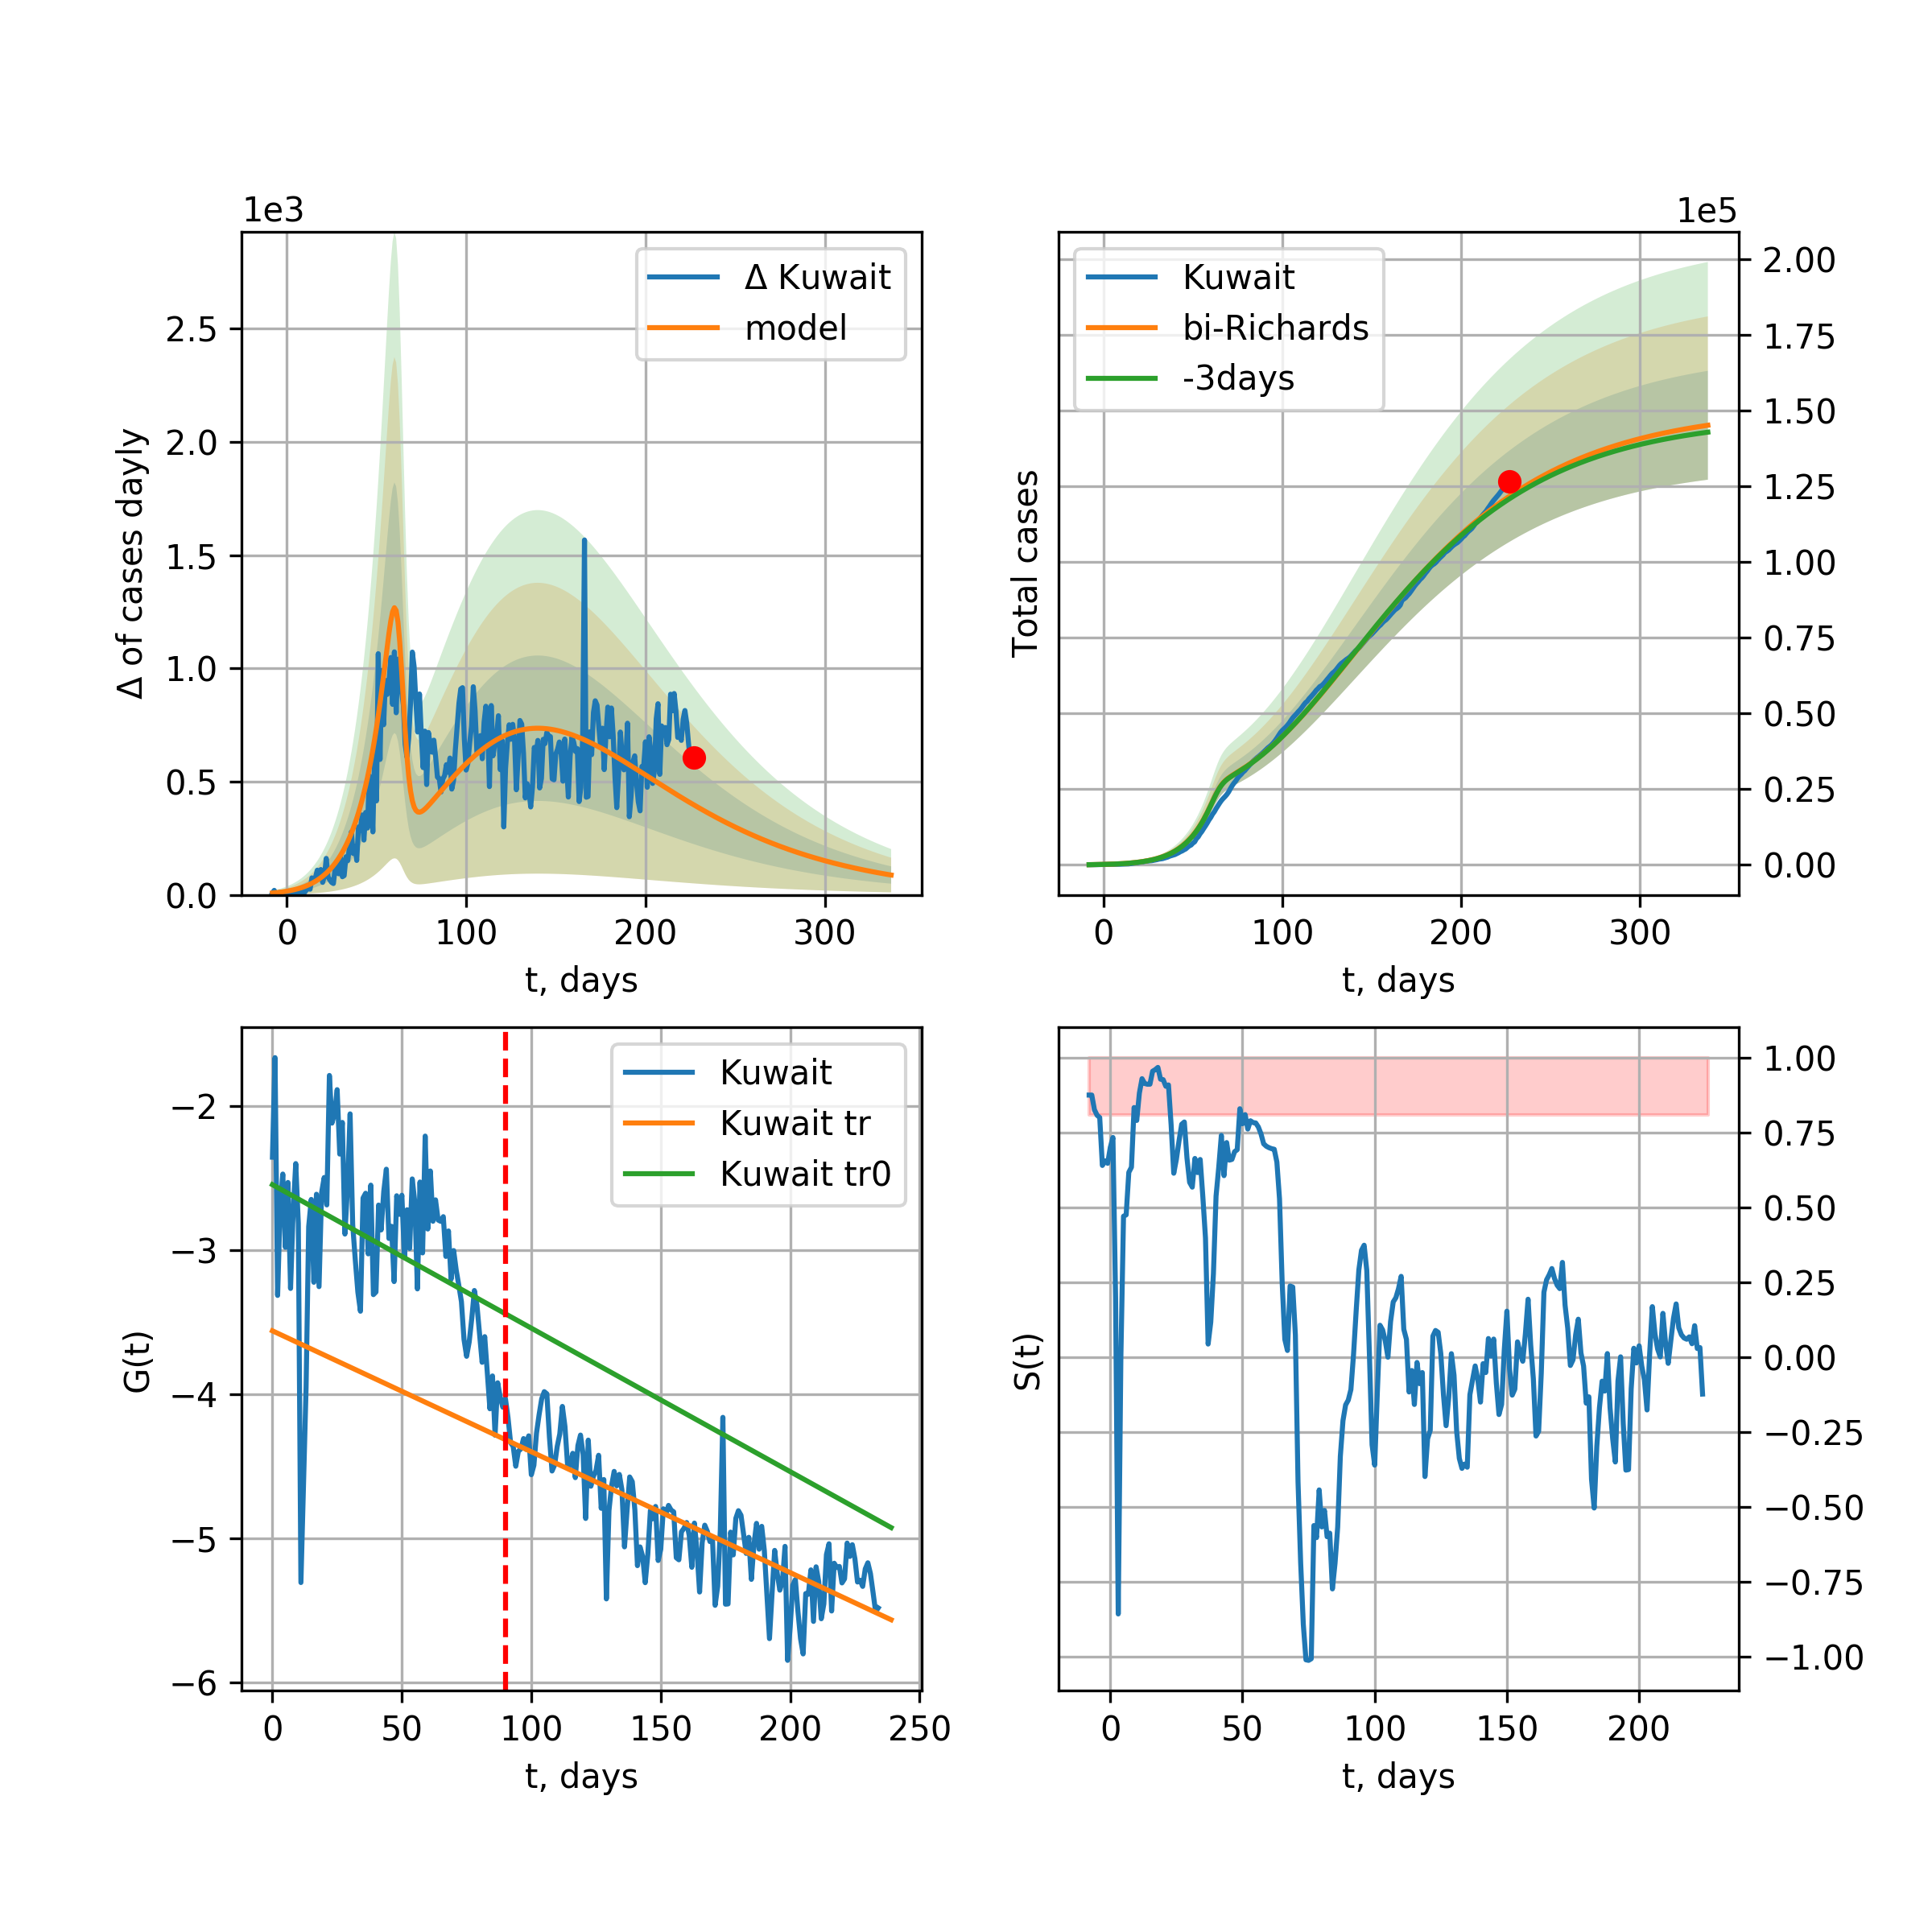 1e3
Δ Kuwait
model
2.5
2.0
1.5
1.0
0.5
0.0
Δ of cases dayly
0 100 200 300
t, days
1e5
Kuwait
bi-Richards
-3days
2.00
1.75
1.50
1.25
1.00
0.75
0.50
0.25
0.00
Total cases
0 100 200 300
t, days
Kuwait
Kuwait tr
Kuwait tr0
−2
−3
−4
−5
−6
G(t)
0 50 100 150 200 250
t, days
1.00
0.75
0.50
0.25
0.00
−0.25
−0.50
−0.75
−1.00
S(t)
0 50 100 150 200
t, days